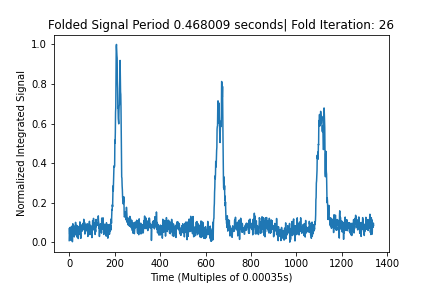 Folded Signal Period 0.468009 seconds| Fold Iteration: 26
Normalized Integrated Signal
1.0
0.8
0.6
0.4
0.2
0.0
0 200 400 600 800 1000 1200 1400
Time (Multiples of 0.00035s)